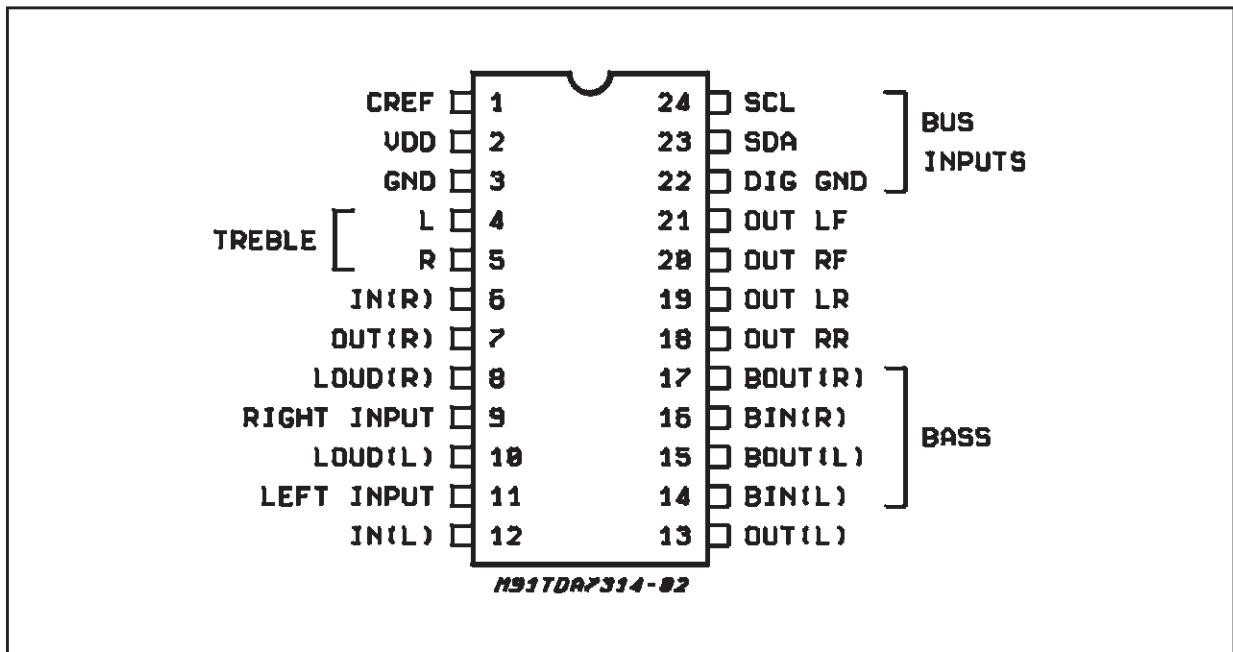 CREF 1 24 SCL
VDD 2 23 SDA
BUS INPUTS
GND 3 22 DIG GND
L 4 21 OUT LF
TREBLE
R 5 20 OUT RF
IN(R) 6 19 OUT LR
OUT(R) 7 18 OUT RR
LOUD(R) 8 17 BOUT(R)
RIGHT INPUT 9 16 BIN(R)
BASS
LOUD(L) 10 15 BOUT(L)
LEFT INPUT 11 14 BIN(L)
IN(L) 12 13 OUT(L)
M91TDA7314-02